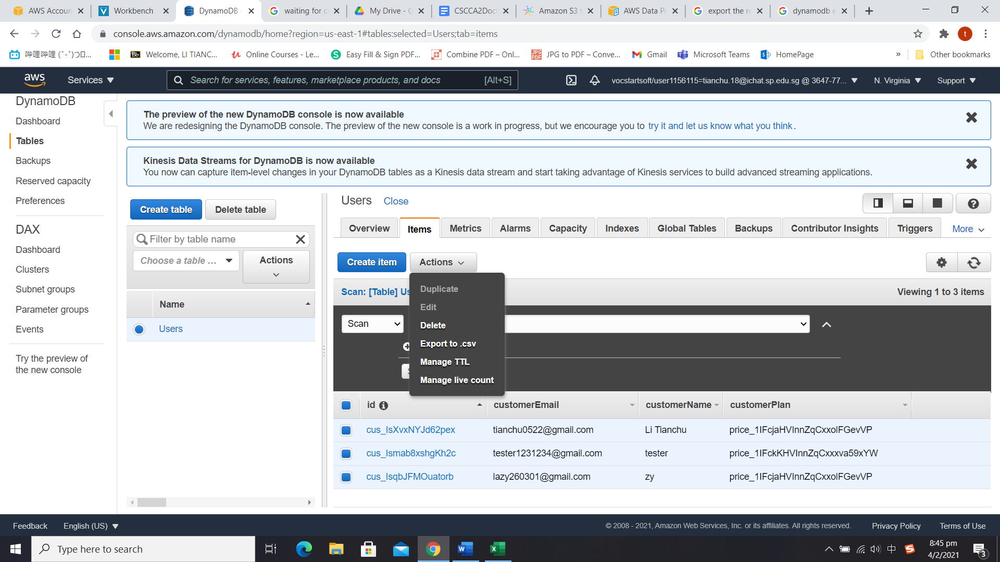 AWS Accoun
Workbench
DynamoDB
waiting for c
My Drive - G
CSCCA2Doc
Amazon S3 t
AWS Data Pi
export the ro
dynamodb e
console.aws.amazon.com/dynamodb/home?region=us-east-1#tables:selected=Users;tab=items
t
哔哩哔哩 (゜-゜)つロ...
Bb Welcome, LI TIANC...
Online Courses - Le...
S Easy Fill & Sign PDF...
Combine PDF – Onl...
JPG to PDF – Conve...
Gmail
Microsoft Teams
HomePage
» Other bookmarks
aws
Services
Search for services, features, marketplace products, and docs [Alt+S]
vocstartsoft/user1156115=tianchu.18@ichat.sp.edu.sg @ 3647-77...
N. Virginia
Support
DynamoDB
Dashboard
Tables
Backups
Reserved capacity
Preferences
DAX
Dashboard
Clusters
Subnet groups
Parameter groups
Events
Try the preview of
the new console
The preview of the new DynamoDB console is now available
We are redesigning the DynamoDB console. The preview of the new console is a work in progress, but we encourage you to try it and let us know what you think.
Kinesis Data Streams for DynamoDB is now available
You now can capture item-level changes in your DynamoDB tables as a Kinesis data stream and start taking advantage of Kinesis services to build advanced streaming applications.
Create table
Delete table
Filter by table name
Choose a table ...
Actions
Name
Users
Users Close
Overview
Items
Metrics
Alarms
Capacity
Indexes
Global Tables
Backups
Contributor Insights
Triggers
More
Create item
Actions
Scan: [Table] Us
Viewing 1 to 3 items
Scan
Duplicate
Edit
Delete
Export to .csv
Manage TTL
Manage live count
id customerEmail customerName customerPlan
cus_IsXvxNYJd62pex tianchu0522@gmail.com Li Tianchu price_1IFcjaHVInnZqCxxolFGevVP
cus_Ismab8xshgKh2c tester1231234@gmail.com tester price_1IFckKHVInnZqCxxxva59xYW
cus_IsqbJFMOuatorb lazy260301@gmail.com zy price_1IFcjaHVInnZqCxxolFGevVP
Feedback
English (US)
© 2008 - 2021, Amazon Web Services, Inc. or its affiliates. All rights reserved.
Privacy Policy
Terms of Use
Type here to search
中
8:45 pm
4/2/2021
3